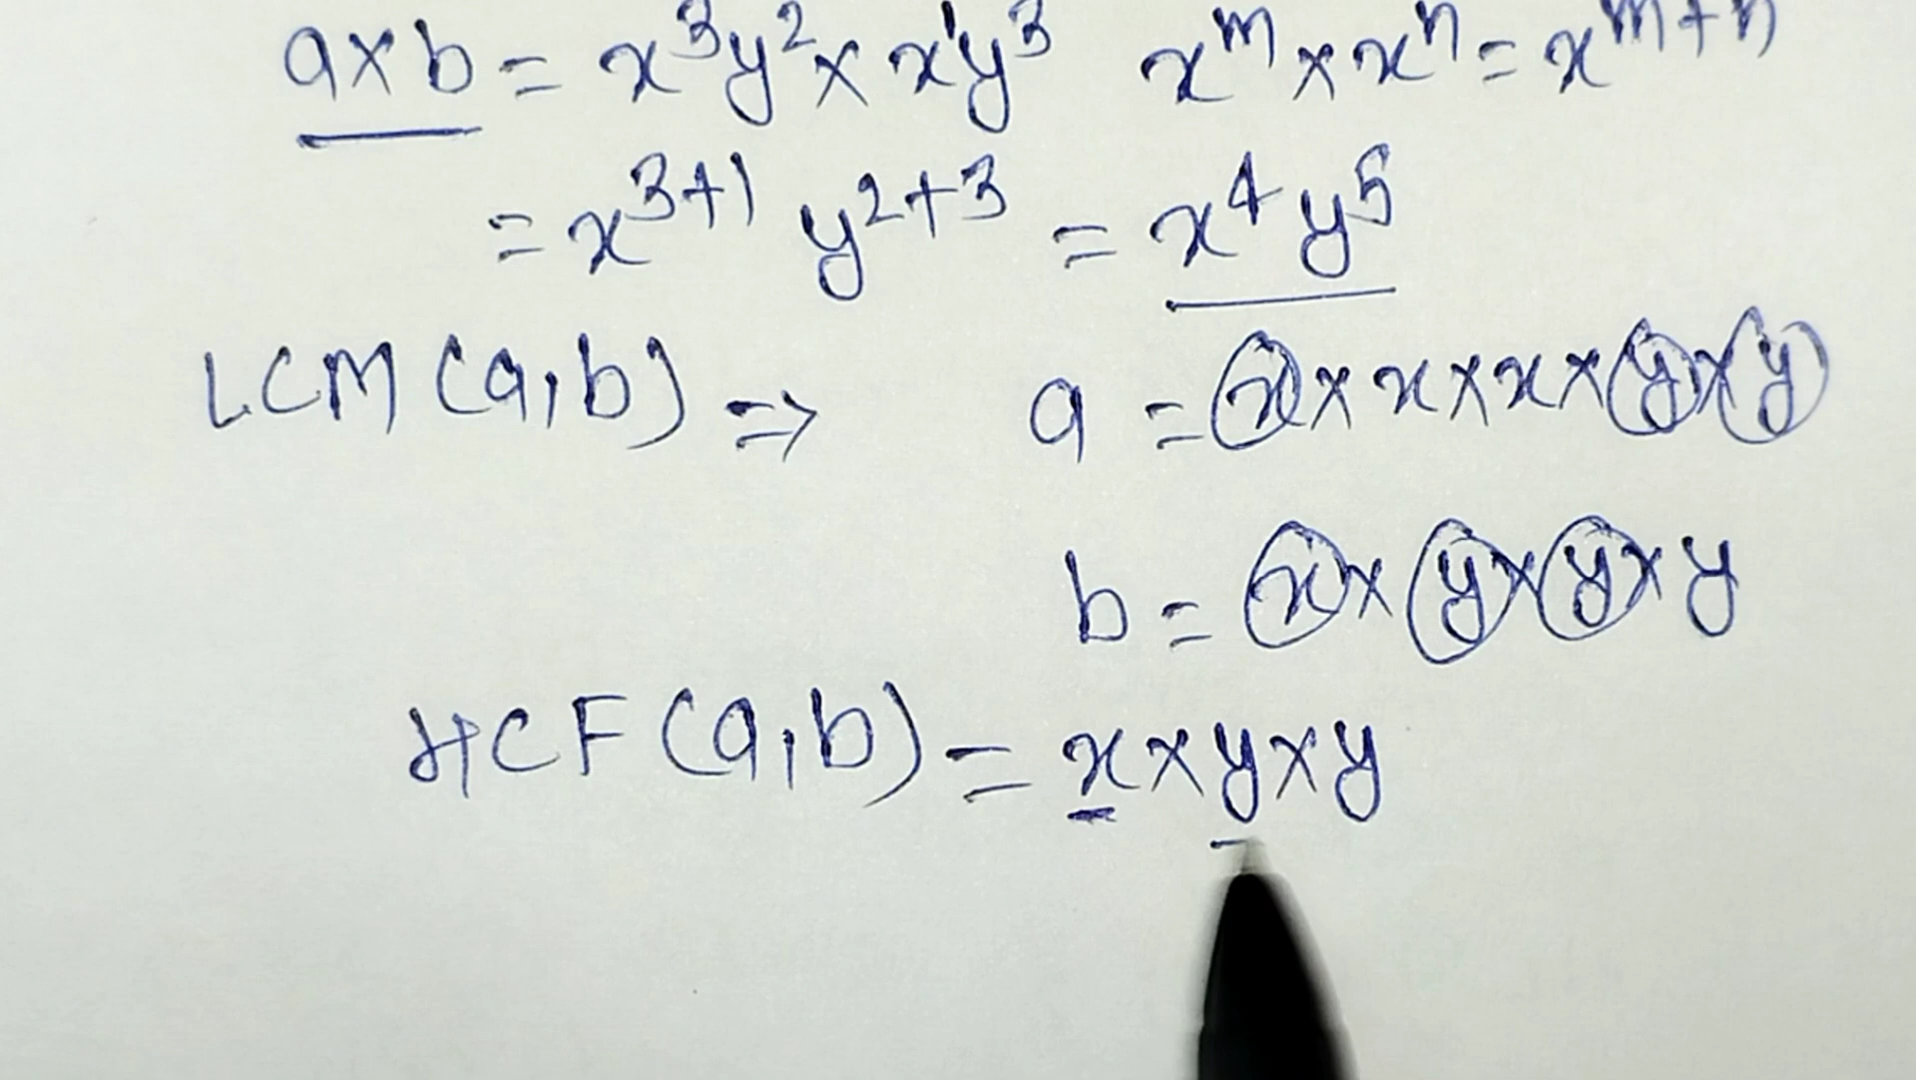 a×b = x³y² × x¹y³ xᵐ × xⁿ = xᵐ⁺ⁿ
= x³⁺¹ y²⁺³ = x⁴y⁵
LCM (a,b) ⇒ a = x × x × x × y × y
b = x × y × y × y
HCF (a,b) = x × y × y